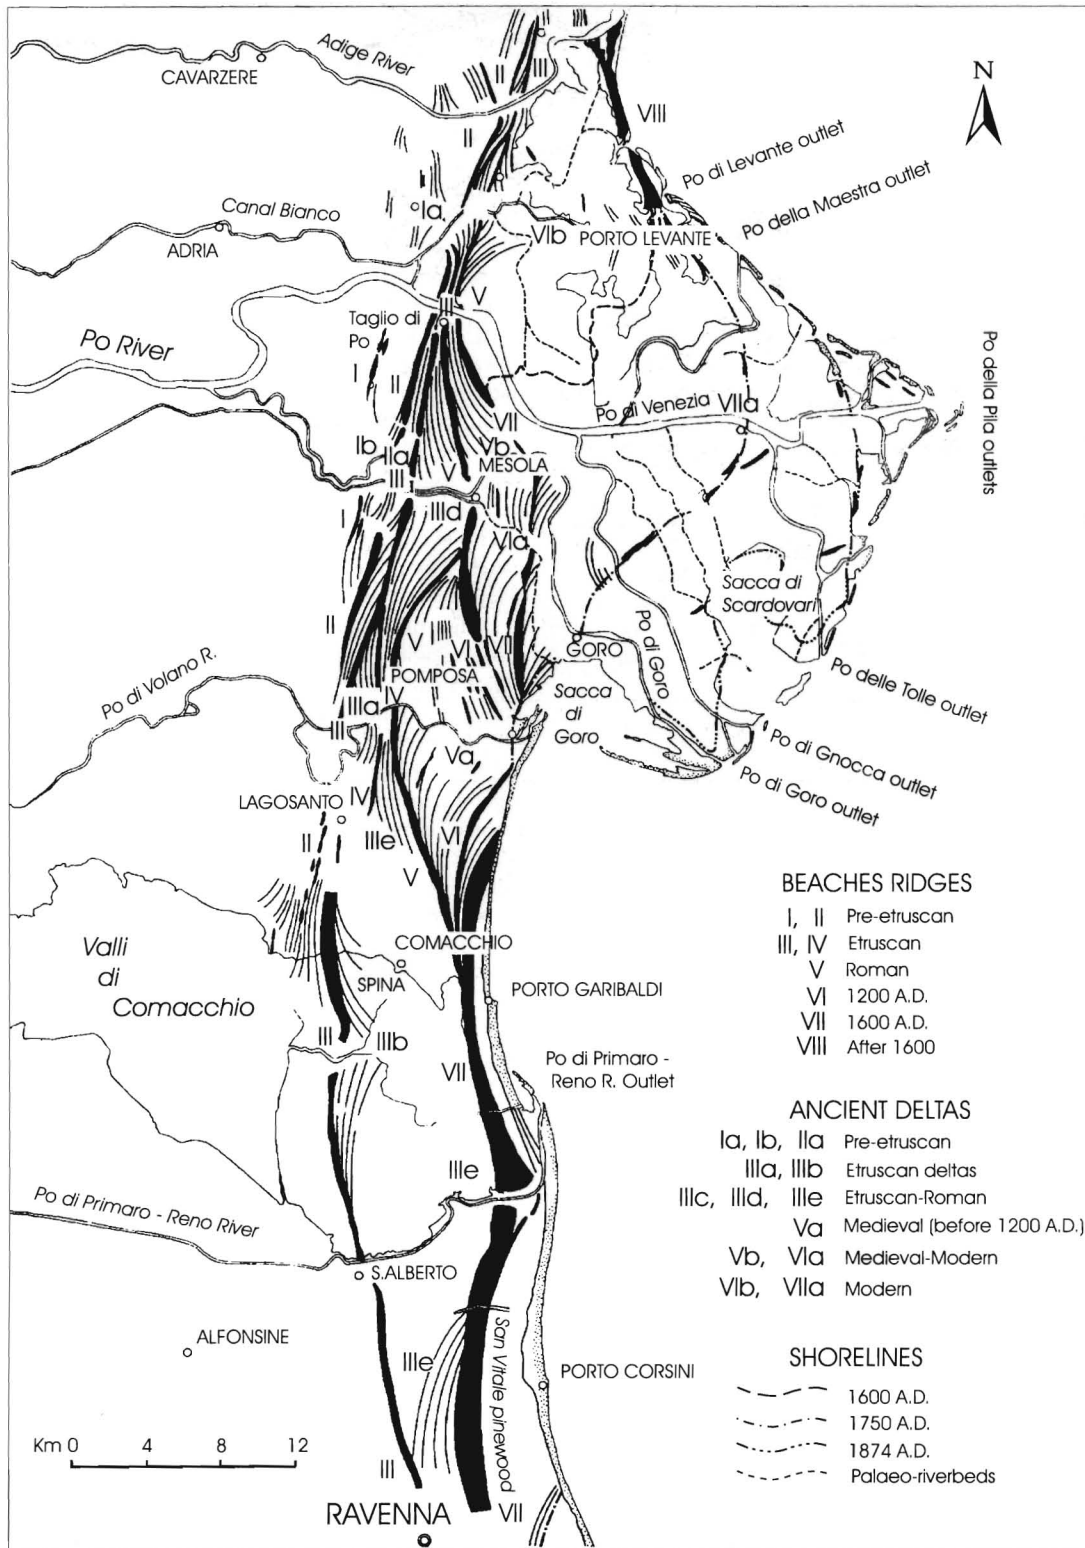 Adige River
CAVARZERE
II
III
II
VIII
N
II
Po di Levante outlet
Po della Maestra outlet
Ia
Canal Bianco
ADRIA
VIb
PORTO LEVANTE
V
III
Taglio di
Po
Po River
I
II
Po della Pila outlets
Po di Venezia
VIIa
VII
Ib
IIa
Vb
V
MESOLA
III
IIId
I
VIa
Sacca di
Scardovari
II
V
VI
VII
GORO
Po di Goro
POMPOSA
Po di Volano R.
Po delle Tolle outlet
IV
IIIa
Sacca
di
Goro
III
Va
Po di Gnocca outlet
Po di Goro outlet
LAGOSANTO
IV
II
IIIe
VI
V
Valli
di
Comacchio
COMACCHIO
SPINA
PORTO GARIBALDI
III
IIIb
VII
Po di Primaro -
Reno R. Outlet
IIIe
Po di Primaro - Reno River
S.ALBERTO
ALFONSINE
IIIe
San Vitale pinewood
PORTO CORSINI
Km 0 4 8 12
III
VII
RAVENNA
BEACHES RIDGES
I, II Pre-etruscan
III, IV Etruscan
V Roman
VI 1200 A.D.
VII 1600 A.D.
VIII After 1600
ANCIENT DELTAS
Ia, Ib, IIa Pre-etruscan
IIIa, IIIb Etruscan deltas
IIIc, IIId, IIIe Etruscan-Roman
Va Medieval (before 1200 A.D.)
Vb, VIa Medieval-Modern
VIb, VIIa Modern
SHORELINES
1600 A.D.
1750 A.D.
1874 A.D.
Palaeo-riverbeds